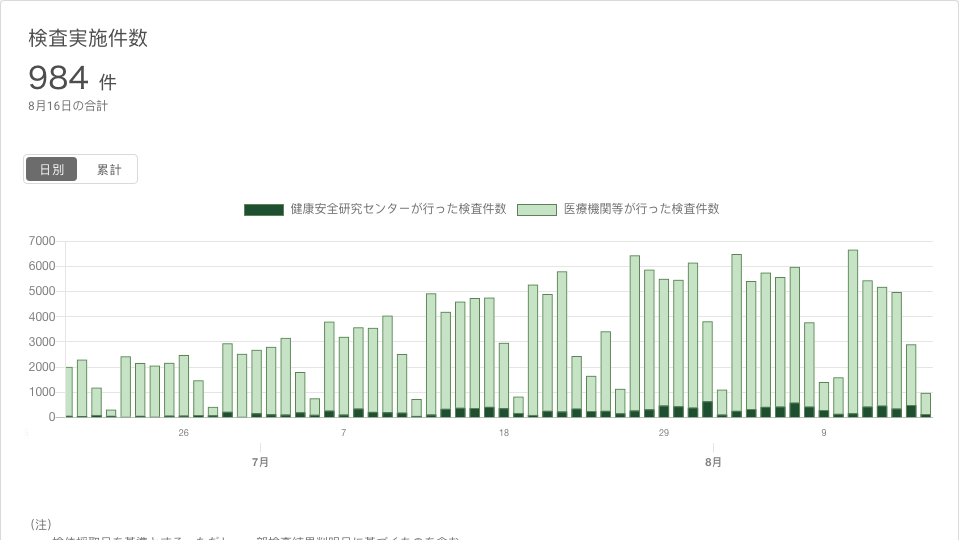 検査実施件数
984 件
8月16日の合計
日別 累計
健康安全研究センターが行った検査件数 医療機関等が行った検査件数
7000
6000
5000
4000
3000
2000
1000
0
26 7 18 29 9
7月 8月
（注）